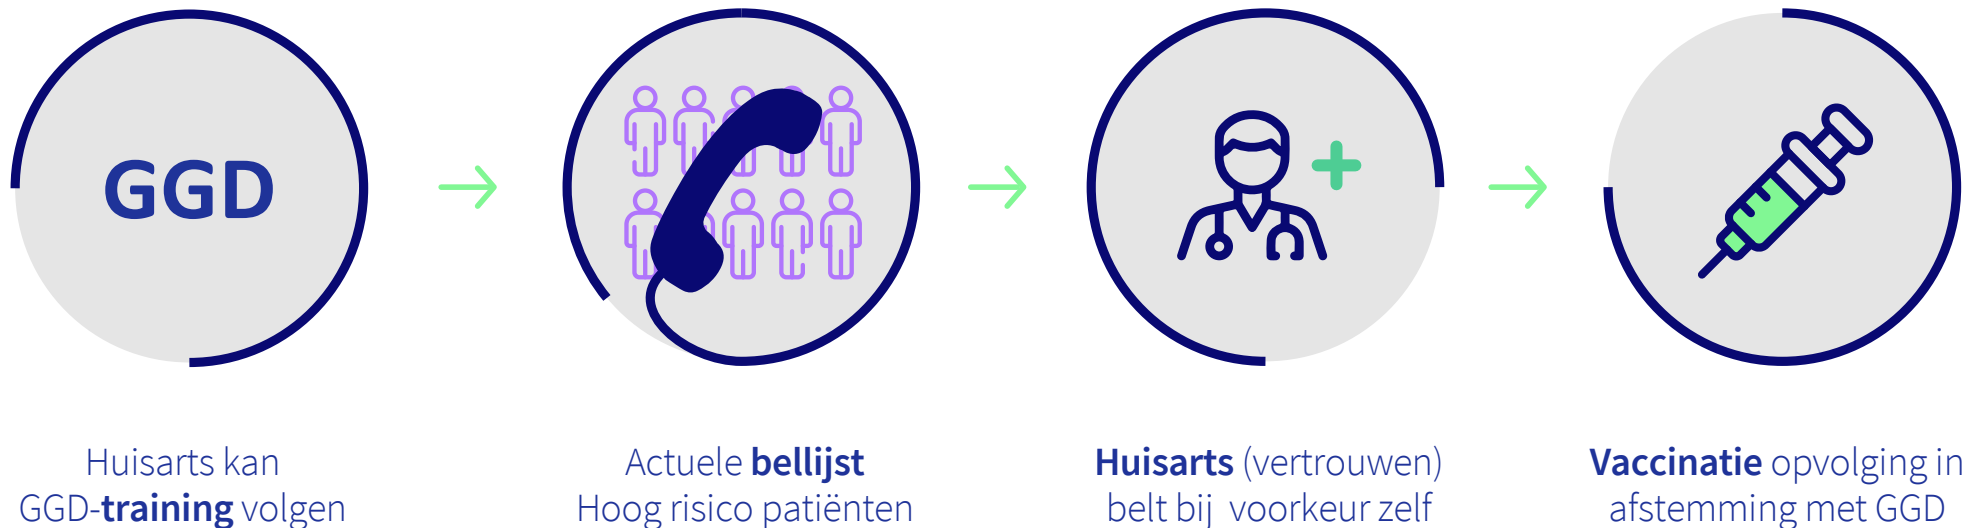 GGD
Huisarts kan
GGD-training volgen
Actuele bellijst
Hoog risico patiënten
Huisarts (vertrouwen)
belt bij voorkeur zelf
Vaccinatie opvolging in
afstemming met GGD